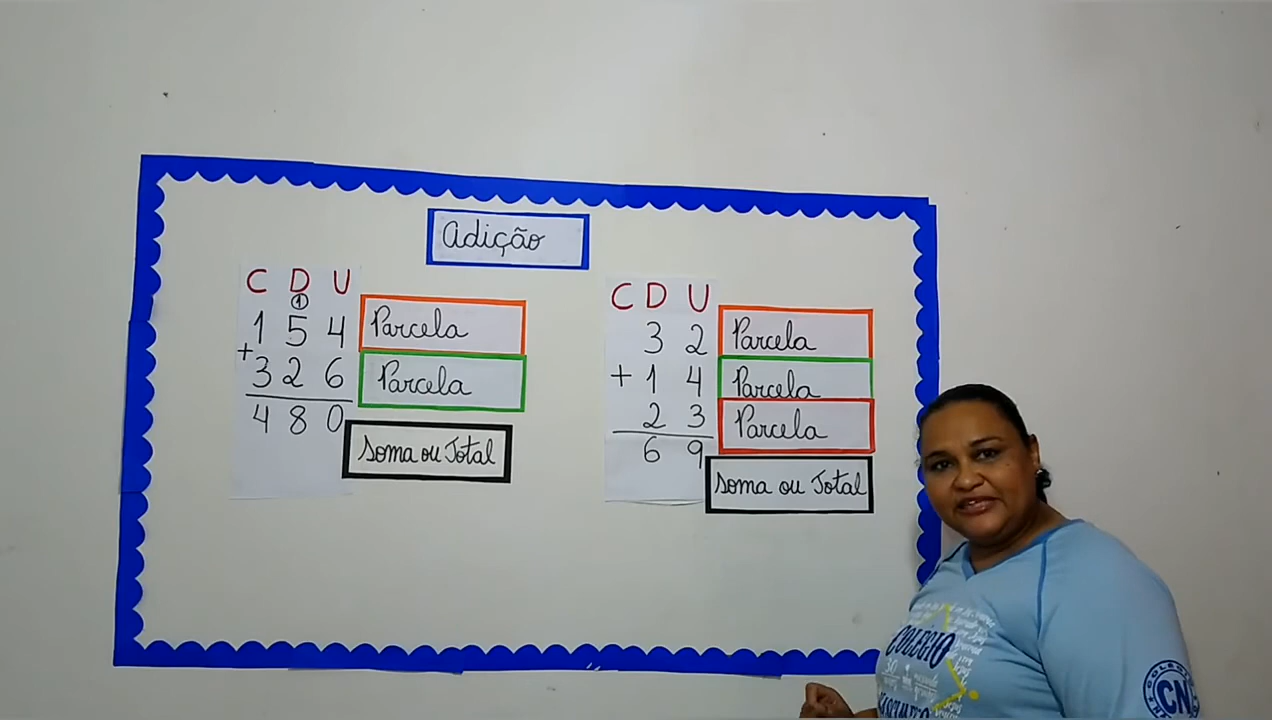 Adição
C D U
1
1 5 4
Parcela
+
3 2 6
Parcela
4 8 0
Soma ou Total
C D U
3 2
Parcela
+ 1 4
Parcela
2 3
Parcela
6 9
Soma ou Total
COLEGIO
CN